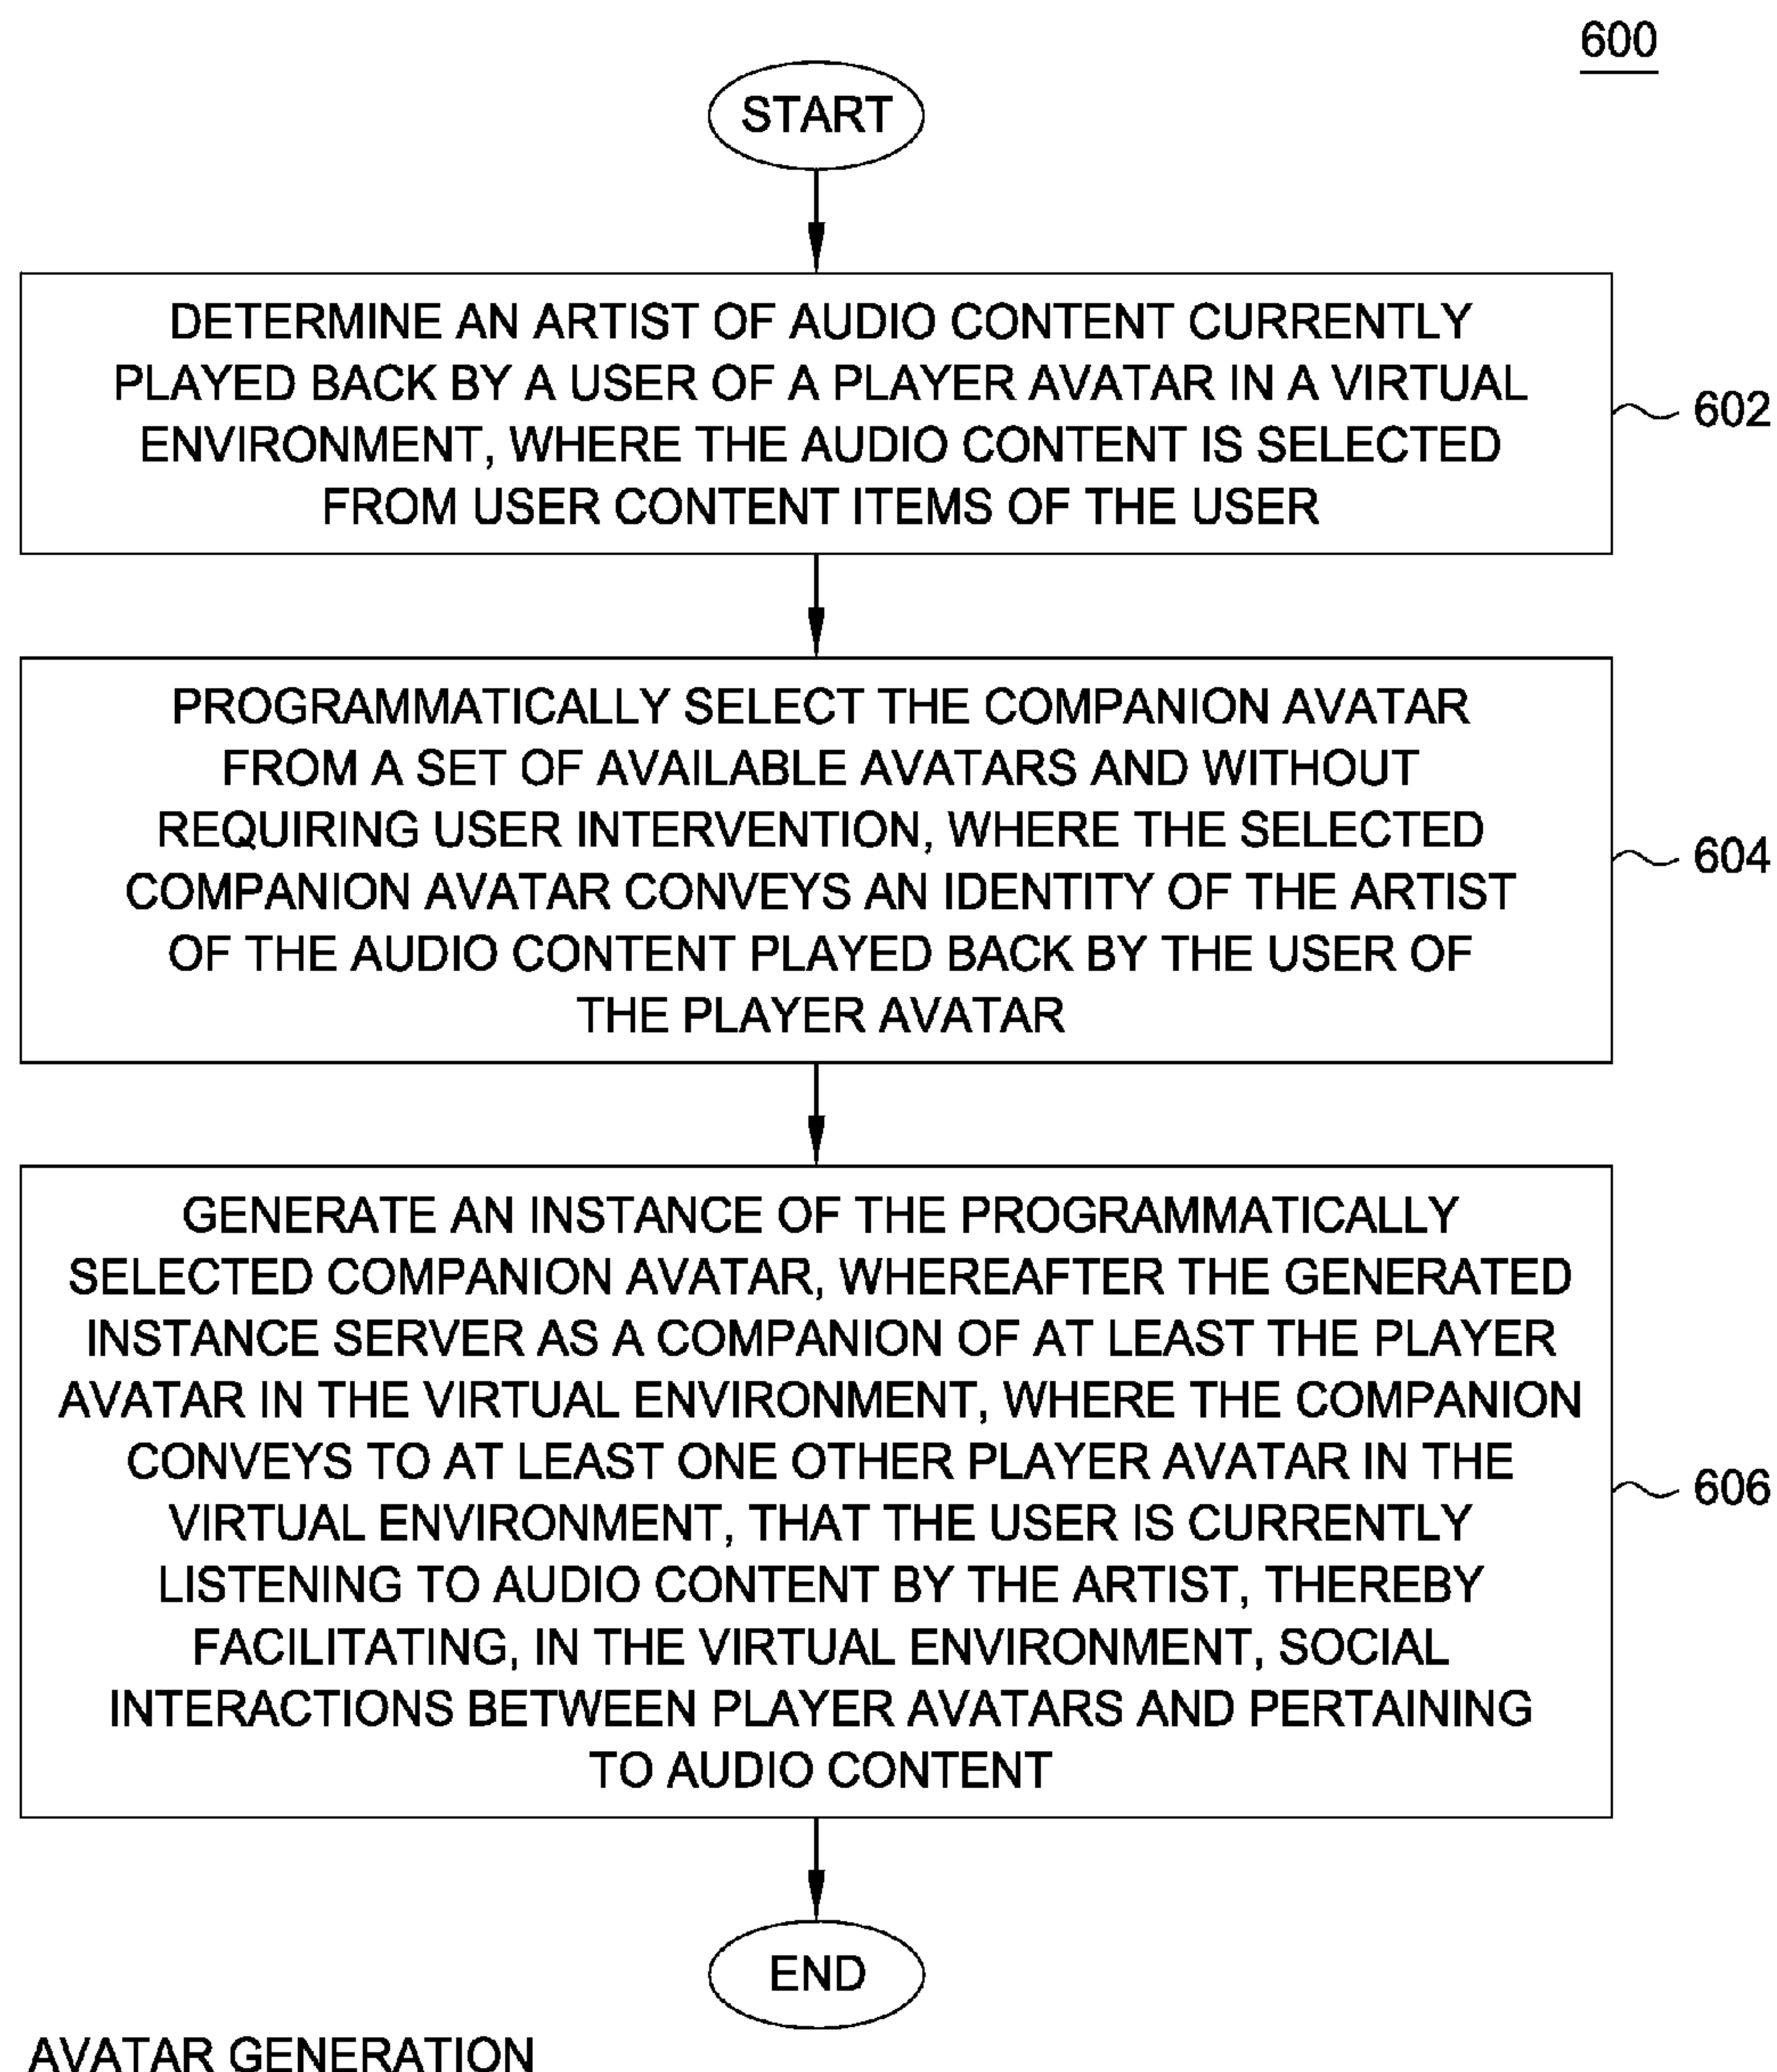 600
START
DETERMINE AN ARTIST OF AUDIO CONTENT CURRENTLY
PLAYED BACK BY A USER OF A PLAYER AVATAR IN A VIRTUAL
ENVIRONMENT, WHERE THE AUDIO CONTENT IS SELECTED
FROM USER CONTENT ITEMS OF THE USER
602
PROGRAMMATICALLY SELECT THE COMPANION AVATAR
FROM A SET OF AVAILABLE AVATARS AND WITHOUT
REQUIRING USER INTERVENTION, WHERE THE SELECTED
COMPANION AVATAR CONVEYS AN IDENTITY OF THE ARTIST
OF THE AUDIO CONTENT PLAYED BACK BY THE USER OF
THE PLAYER AVATAR
604
GENERATE AN INSTANCE OF THE PROGRAMMATICALLY
SELECTED COMPANION AVATAR, WHEREAFTER THE GENERATED
INSTANCE SERVER AS A COMPANION OF AT LEAST THE PLAYER
AVATAR IN THE VIRTUAL ENVIRONMENT, WHERE THE COMPANION
CONVEYS TO AT LEAST ONE OTHER PLAYER AVATAR IN THE
VIRTUAL ENVIRONMENT, THAT THE USER IS CURRENTLY
LISTENING TO AUDIO CONTENT BY THE ARTIST, THEREBY
FACILITATING, IN THE VIRTUAL ENVIRONMENT, SOCIAL
INTERACTIONS BETWEEN PLAYER AVATARS AND PERTAINING
TO AUDIO CONTENT
606
END
AVATAR GENERATION